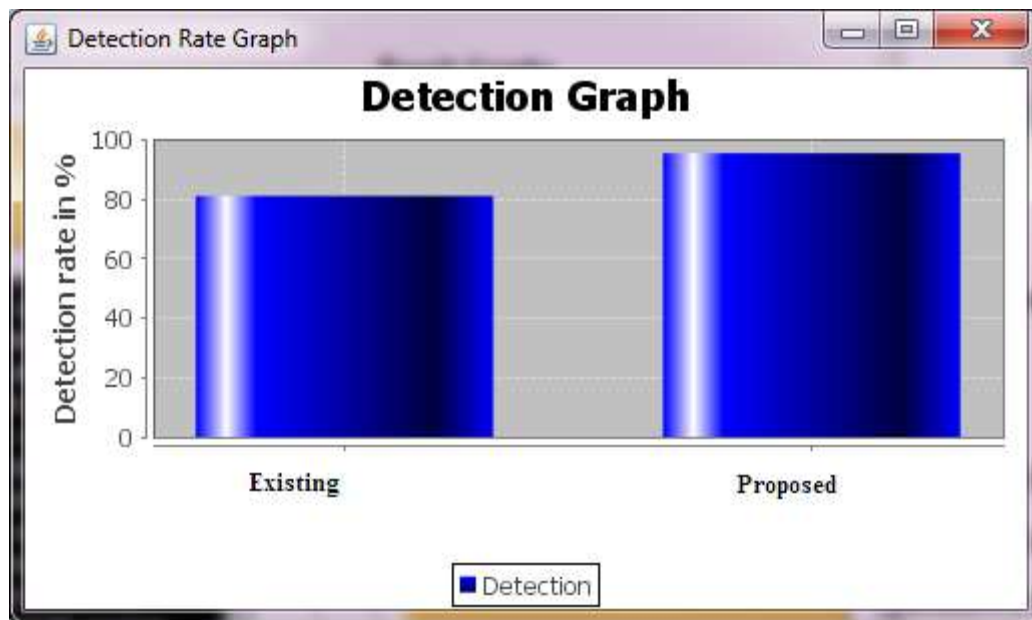 Detection Rate Graph
Detection Graph
Detection rate in %
100
80
60
40
20
0
Existing
Proposed
Detection